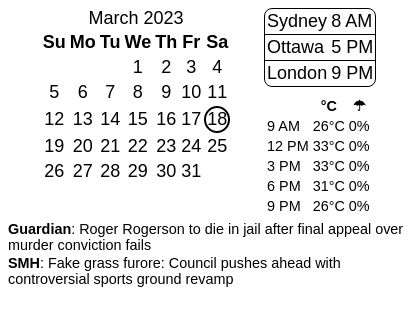 March 2023
Su Mo Tu We Th Fr Sa
1 2 3 4
5 6 7 8 9 10 11
12 13 14 15 16 17 18
19 20 21 22 23 24 25
26 27 28 29 30 31
Sydney 8 AM
Ottawa 5 PM
London 9 PM
°C ☂
9 AM 26°C 0%
12 PM 33°C 0%
3 PM 33°C 0%
6 PM 31°C 0%
9 PM 26°C 0%
Guardian: Roger Rogerson to die in jail after final appeal over
murder conviction fails
SMH: Fake grass furore: Council pushes ahead with
controversial sports ground revamp